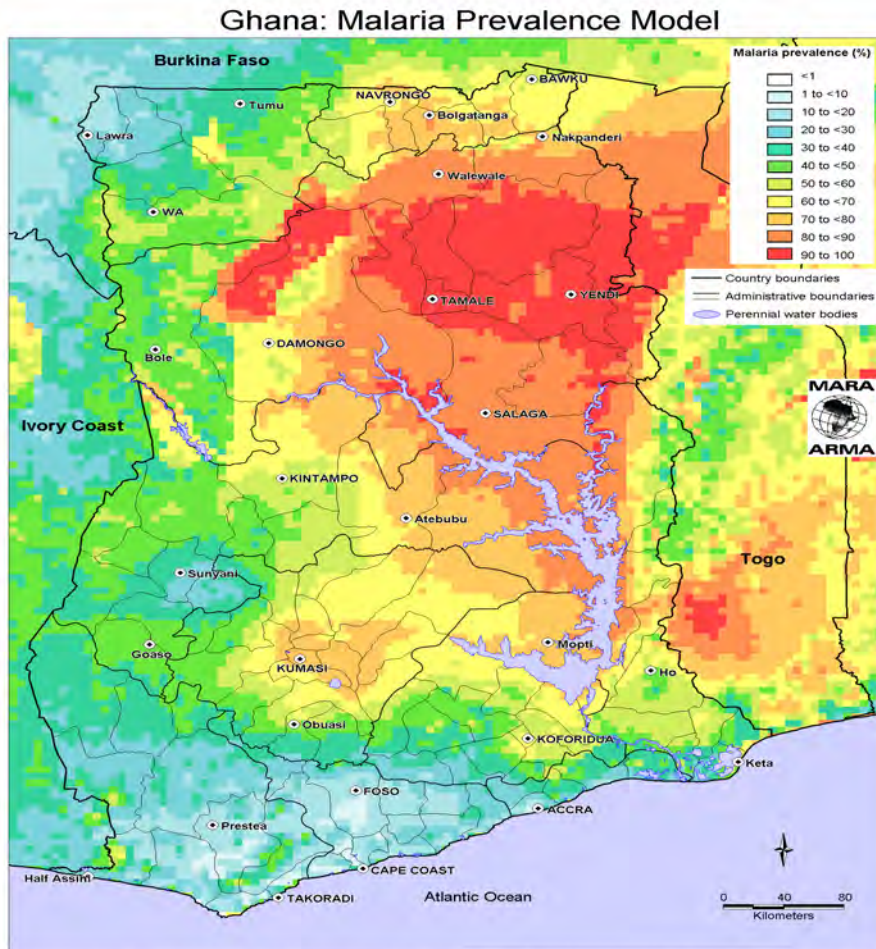 Ghana: Malaria Prevalence Model
Burkina Faso
Malaria prevalence (%)
<1
1 to <10
10 to <20
20 to <30
30 to <40
40 to <50
50 to <60
60 to <70
70 to <80
80 to <90
90 to 100
Country boundaries
Administrative boundaries
Perennial water bodies
BAWKU
NAVRONGO
Tumu
Bolgatanga
Lawra
Nakpanderi
Walewale
WA
TAMALE
YENDI
DAMONGO
Bole
MARA
ARMA
SALAGA
Ivory Coast
KINTAMPO
Atebubu
Togo
Sunyani
Goaso
Mopti
KUMASI
Ho
Obuasi
KOFORIDUA
Keta
FOSO
ACCRA
Prestea
Half Assini
CAPE COAST
TAKORADI
Atlantic Ocean
0 40 80
Kilometers